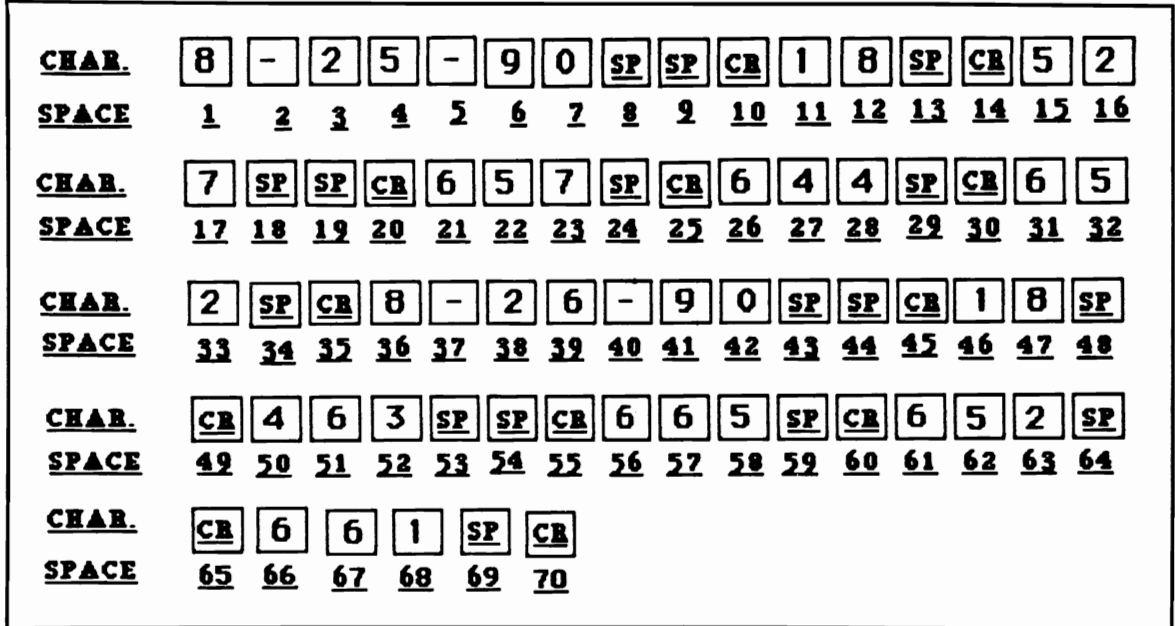 CHAR. 8 - 2 5 - 9 0 SP SP CR 1 8 SP CR 5 2
SPACE 1 2 3 4 5 6 7 8 9 10 11 12 13 14 15 16
CHAR. 7 SP SP CR 6 5 7 SP CR 6 4 4 SP CR 6 5
SPACE 17 18 19 20 21 22 23 24 25 26 27 28 29 30 31 32
CHAR. 2 SP CR 8 - 2 6 - 9 0 SP SP CR 1 8 SP
SPACE 33 34 35 36 37 38 39 40 41 42 43 44 45 46 47 48
CHAR. CR 4 6 3 SP SP CR 6 6 5 SP CR 6 5 2 SP
SPACE 49 50 51 52 53 54 55 56 57 58 59 60 61 62 63 64
CHAR. CR 6 6 1 SP CR
SPACE 65 66 67 68 69 70